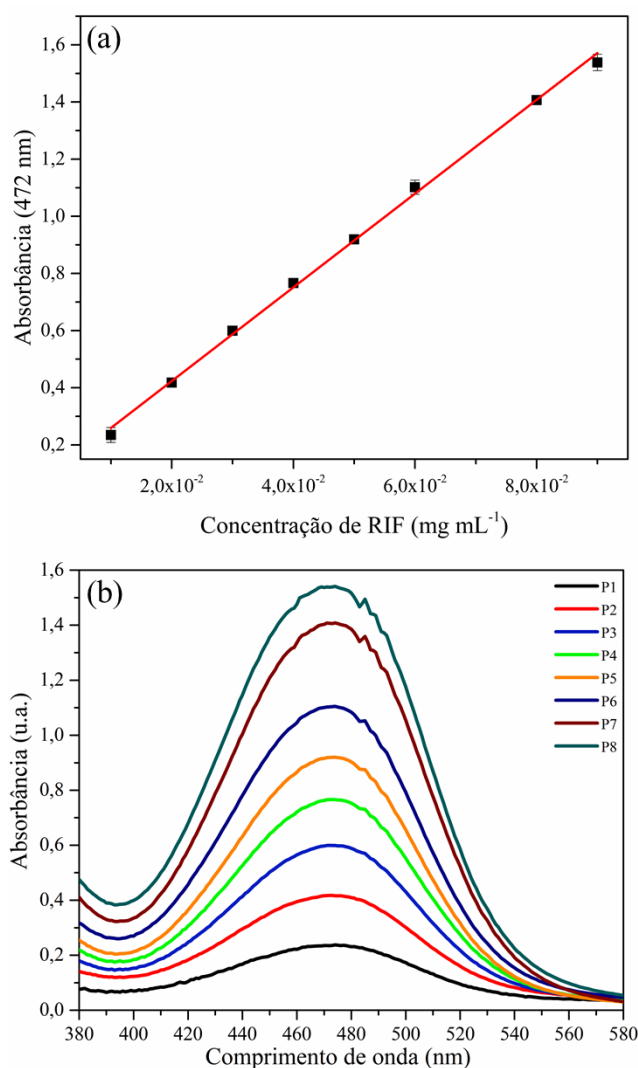 (a)
1,6
1,4
1,2
1,0
0,8
0,6
0,4
0,2
Absorbância (472 nm)
2,0x10⁻² 4,0x10⁻² 6,0x10⁻² 8,0x10⁻²
Concentração de RIF (mg mL⁻¹)
(b)
1,6
1,4
1,2
1,0
0,8
0,6
0,4
0,2
0,0
Absorbância (u.a.)
P1
P2
P3
P4
P5
P6
P7
P8
380 400 420 440 460 480 500 520 540 560 580
Comprimento de onda (nm)